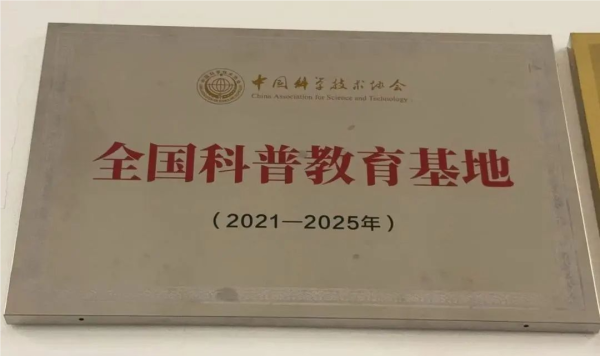 中国科学技术协会
China Association for Science and Technology
全国科普教育基地
（2021—2025年）